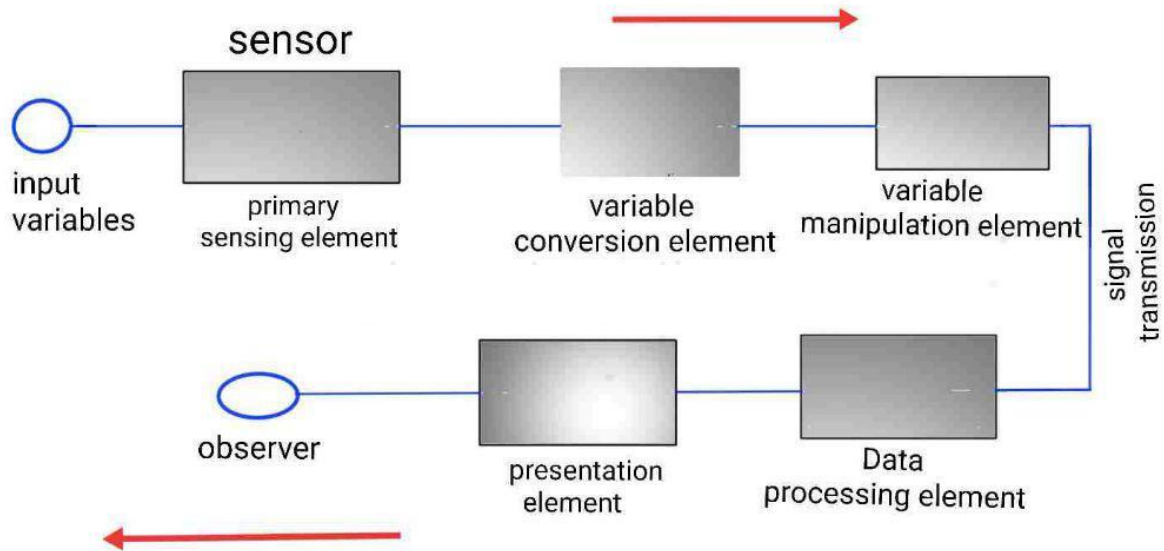 sensor
input
variables
primary
sensing element
variable
conversion element
variable
manipulation element
signal
transmission
observer
presentation
element
Data
processing element